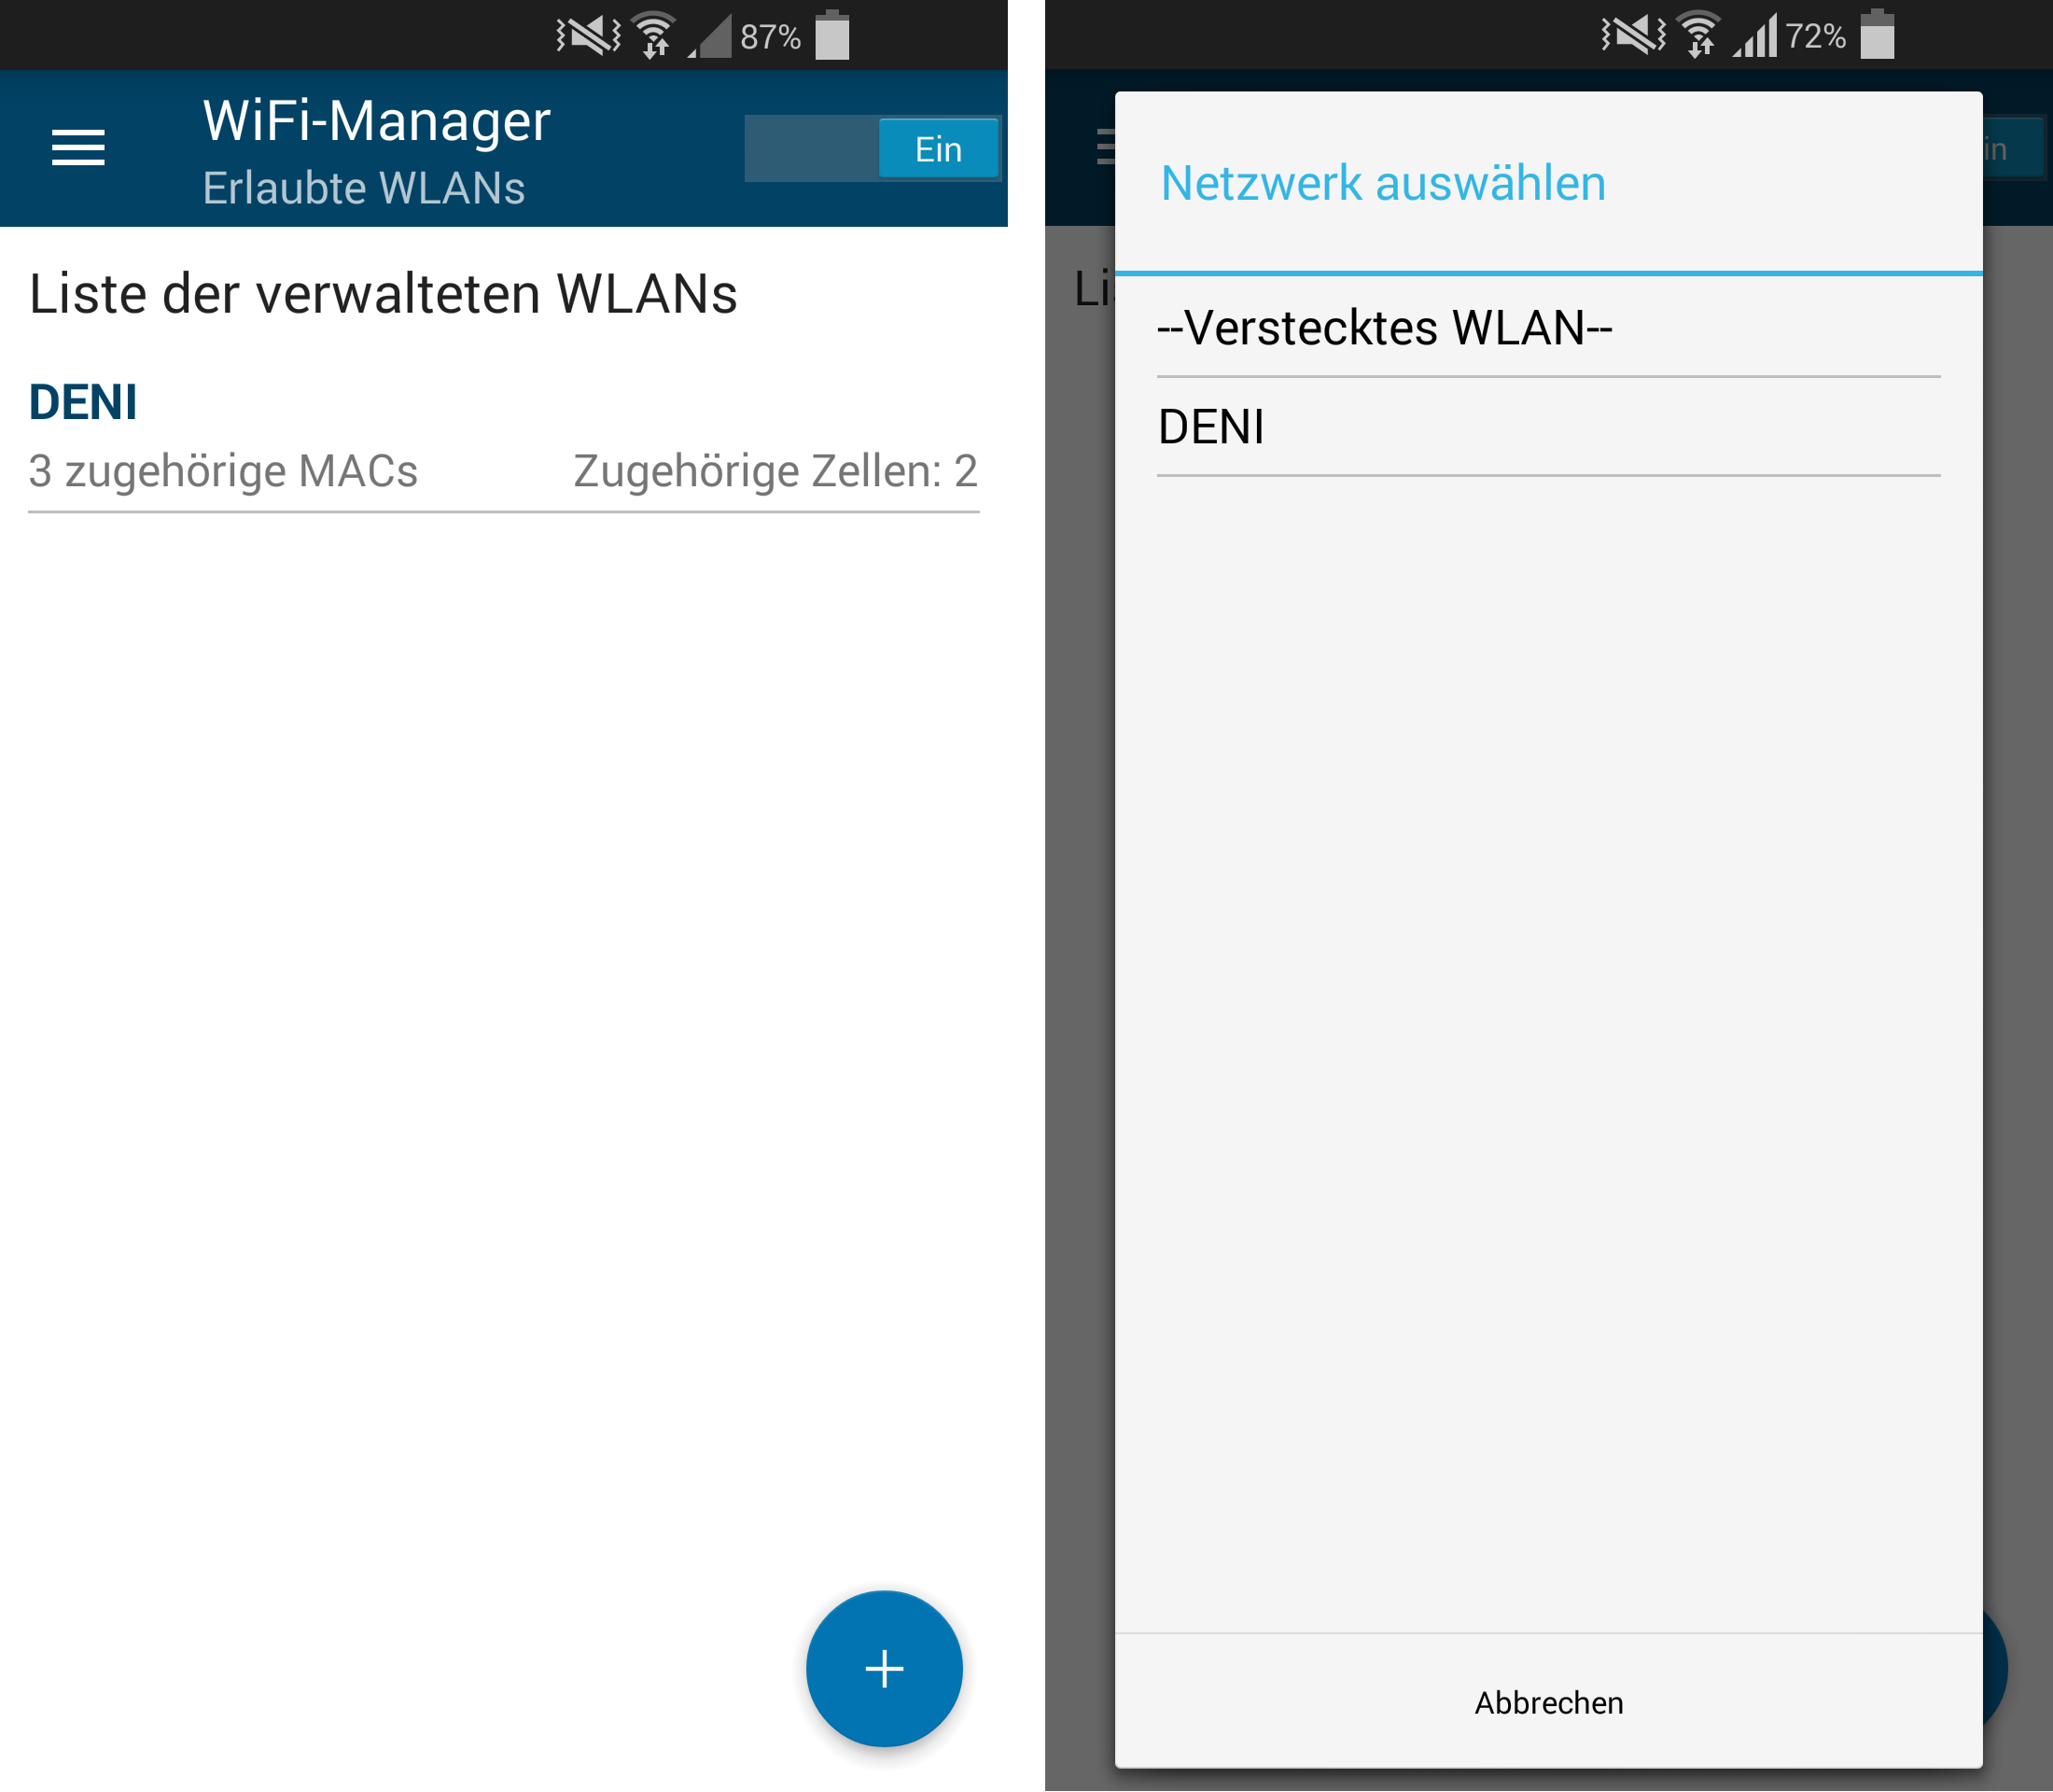 87%
WiFi-Manager
Ein
Erlaubte WLANs
Liste der verwalteten WLANs
DENI
3 zugehörige MACs
Zugehörige Zellen: 2
72%
Netzwerk auswählen
in
Li
--Verstecktes WLAN--
DENI
Abbrechen